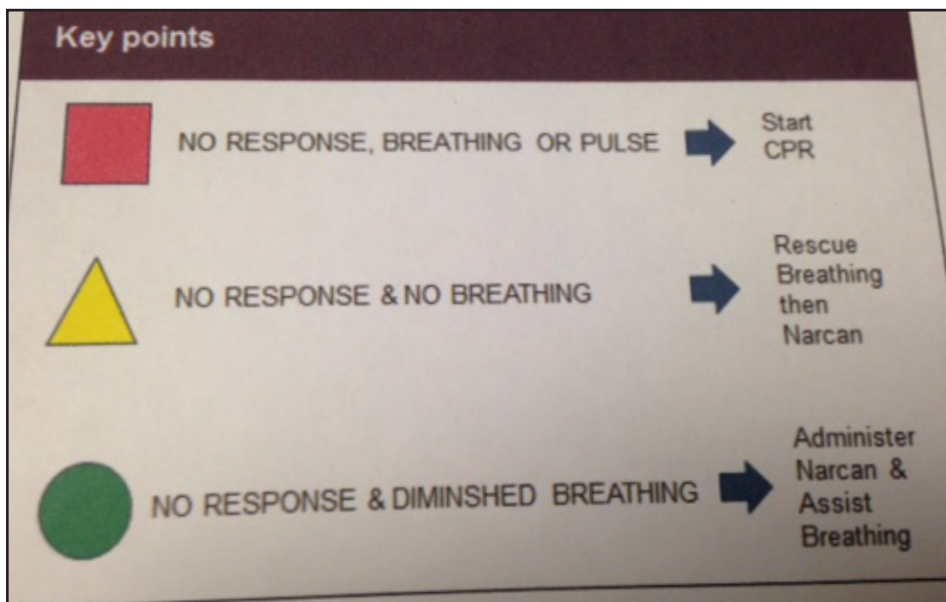 Key points
NO RESPONSE, BREATHING OR PULSE
Start
CPR
NO RESPONSE & NO BREATHING
Rescue
Breathing
then
Narcan
NO RESPONSE & DIMINSHED BREATHING
Administer
Narcan &
Assist
Breathing